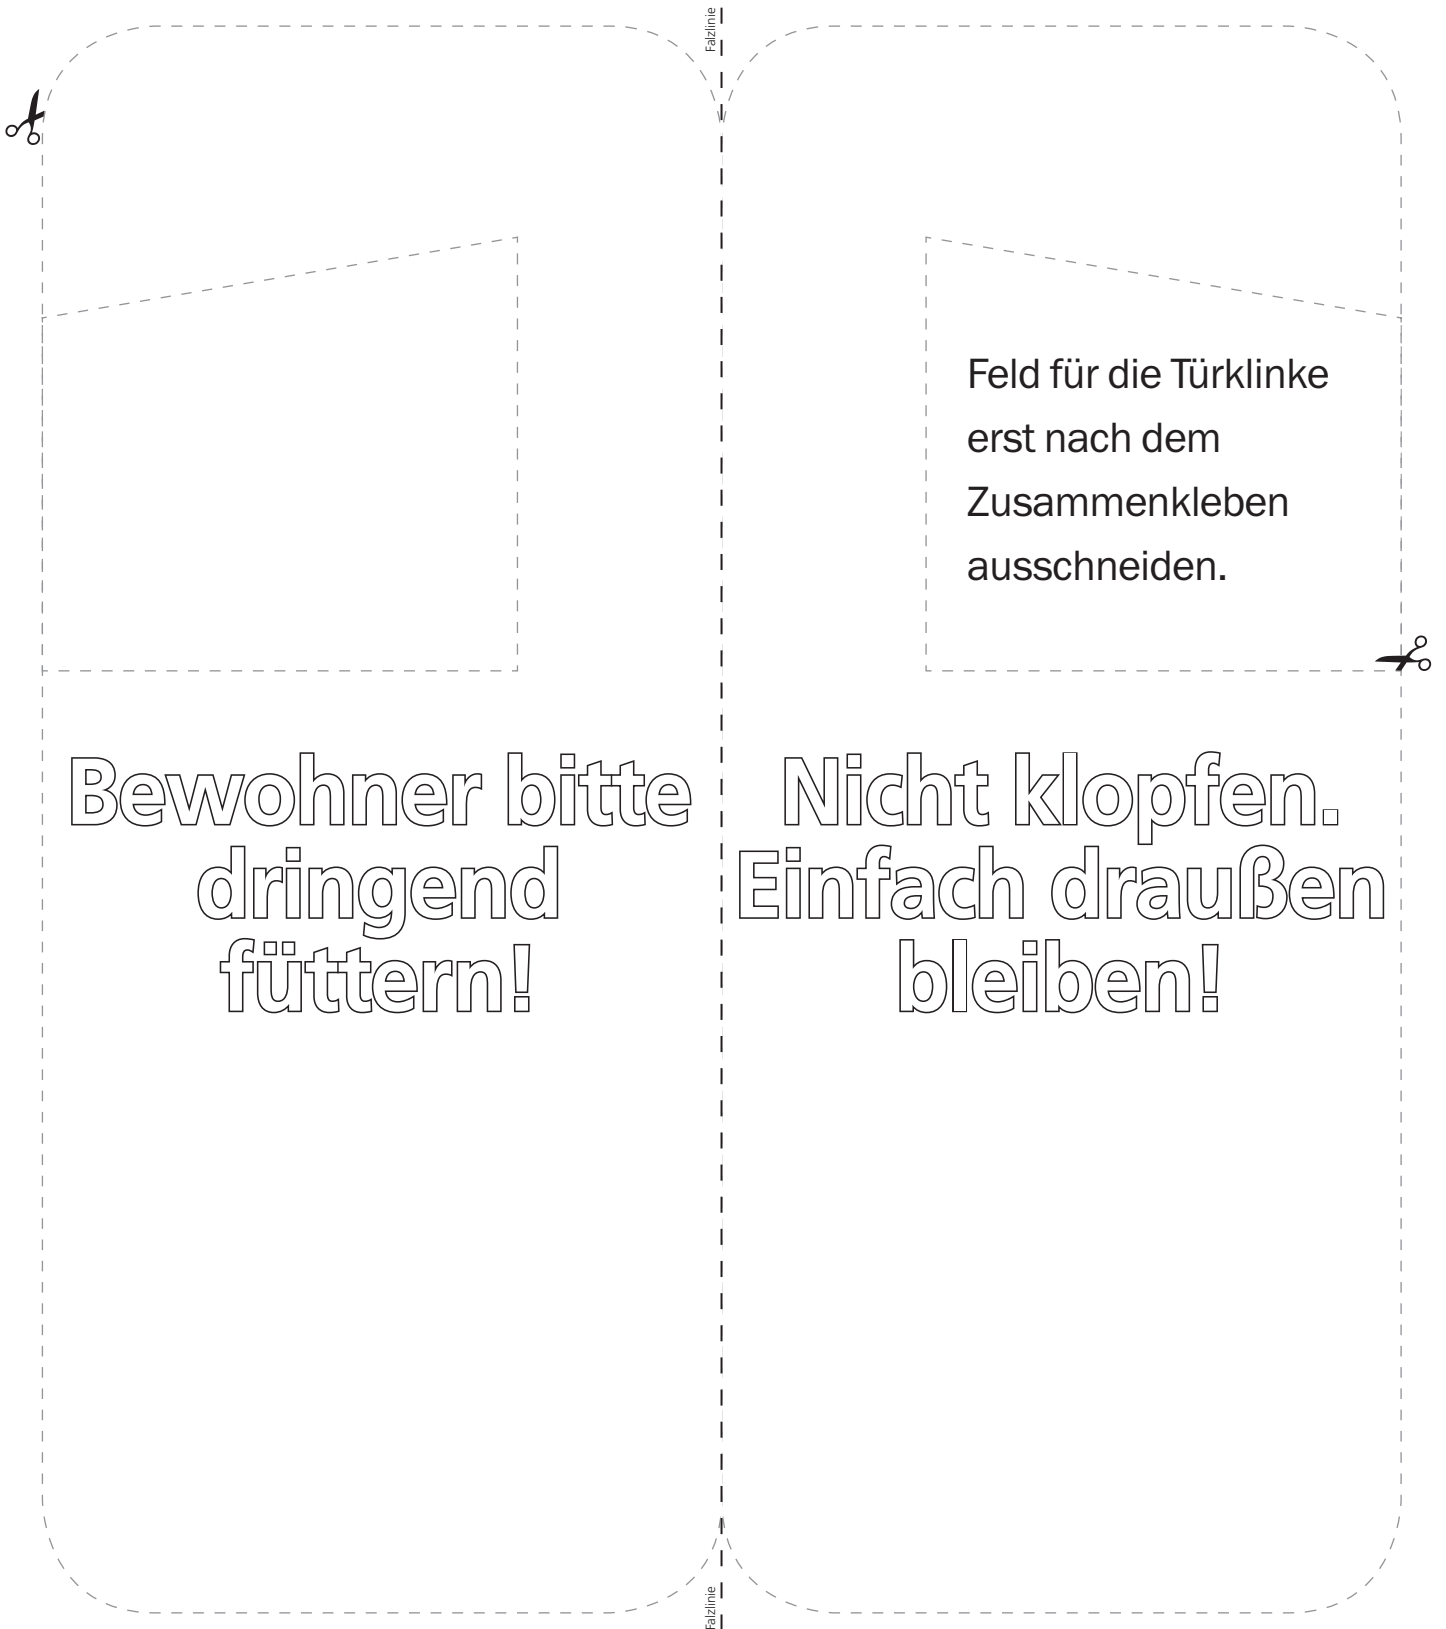 Falzlinie
Feld für die Türklinke
erst nach dem
Zusammenkleben
ausschneiden.
Bewohner bitte
dringend
füttern!
Nicht klopfen.
Einfach draußen
bleiben!
Falzlinie